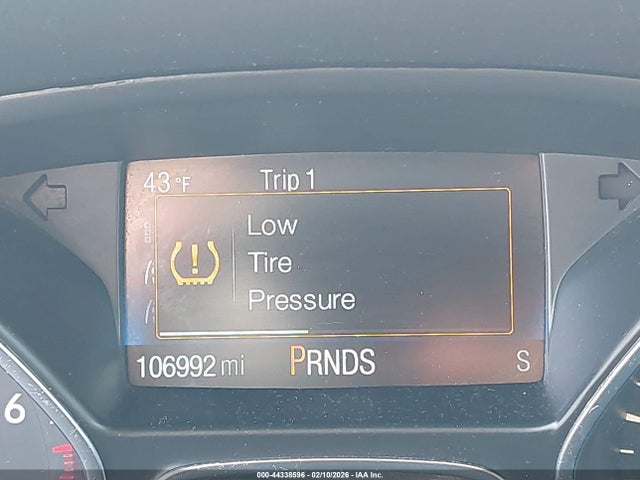 43°F Trip 1
Low
Tire
Pressure
106992 mi PRNDS S
6
000-44338596 - 02/10/2026 - IAA Inc.